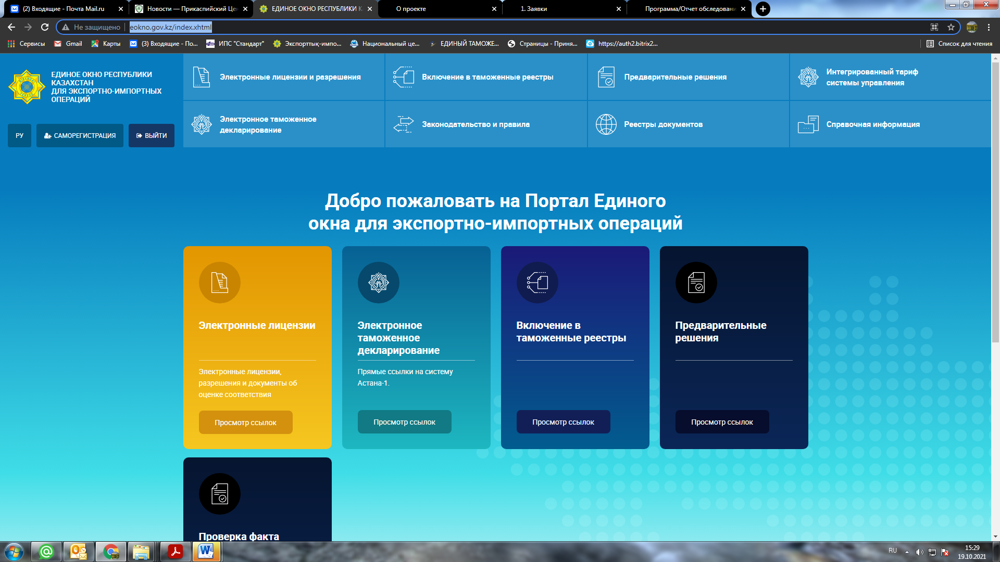 (2) Входящие - Почта Mail.ru
Новости — Прикаспийский Це
ЕДИНОЕ ОКНО РЕСПУБЛИКИ К
О проекте
1. Заявки
Программа/Отчет обследовани
Не защищено
eokno.gov.kz/index.xhtml
Сервисы
Gmail
Карты
(3) Входящие - По...
ИПС "Стандарт"
Экспорттық-импо...
Национальный це...
ЕДИНЫЙ ТАМОЖЕ...
Страницы - Приня...
https://auth2.bitrix2...
Список для чтения
ЕДИНОЕ ОКНО РЕСПУБЛИКИ
КАЗАХСТАН
ДЛЯ ЭКСПОРТНО-ИМПОРТНЫХ
ОПЕРАЦИЙ
РУ
САМОРЕГИСТРАЦИЯ
ВЫЙТИ
Электронные лицензии и разрешения
Включение в таможенные реестры
Предварительные решения
Интегрированный тариф
системы управления
Электронное таможенное
декларирование
Законодательство и правила
Реестры документов
Справочная информация
Добро пожаловать на Портал Единого
окна для экспортно-импортных операций
Электронные лицензии
Электронные лицензии,
разрешения и документы об
оценке соответствия
Просмотр ссылок
Электронное
таможенное
декларирование
Прямые ссылки на систему
Астана-1.
Просмотр ссылок
Включение в
таможенные реестры
Просмотр ссылок
Предварительные
решения
Просмотр ссылок
Проверка факта
RU
15:29
19.10.2021